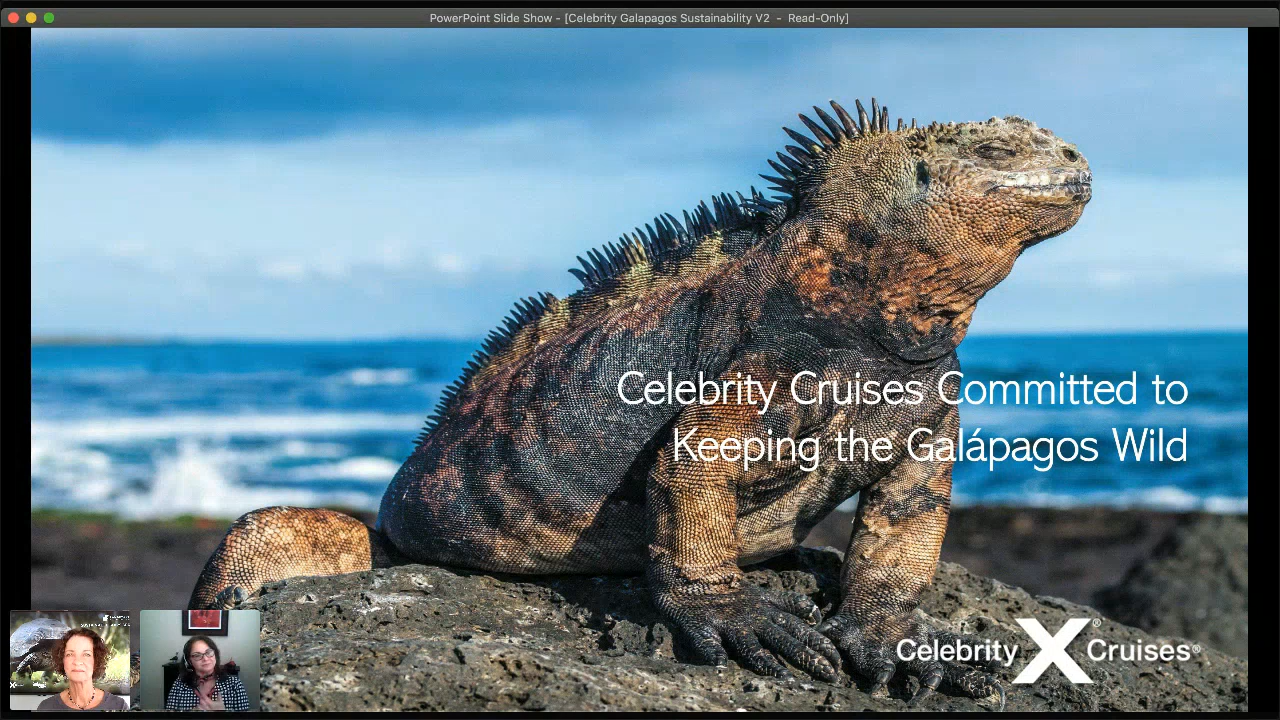 PowerPoint Slide Show - [Celebrity Galapagos Sustainability V2 - Read-Only]
Celebrity Cruises Committed to
Keeping the Galápagos Wild
Celebrity X® Cruises®